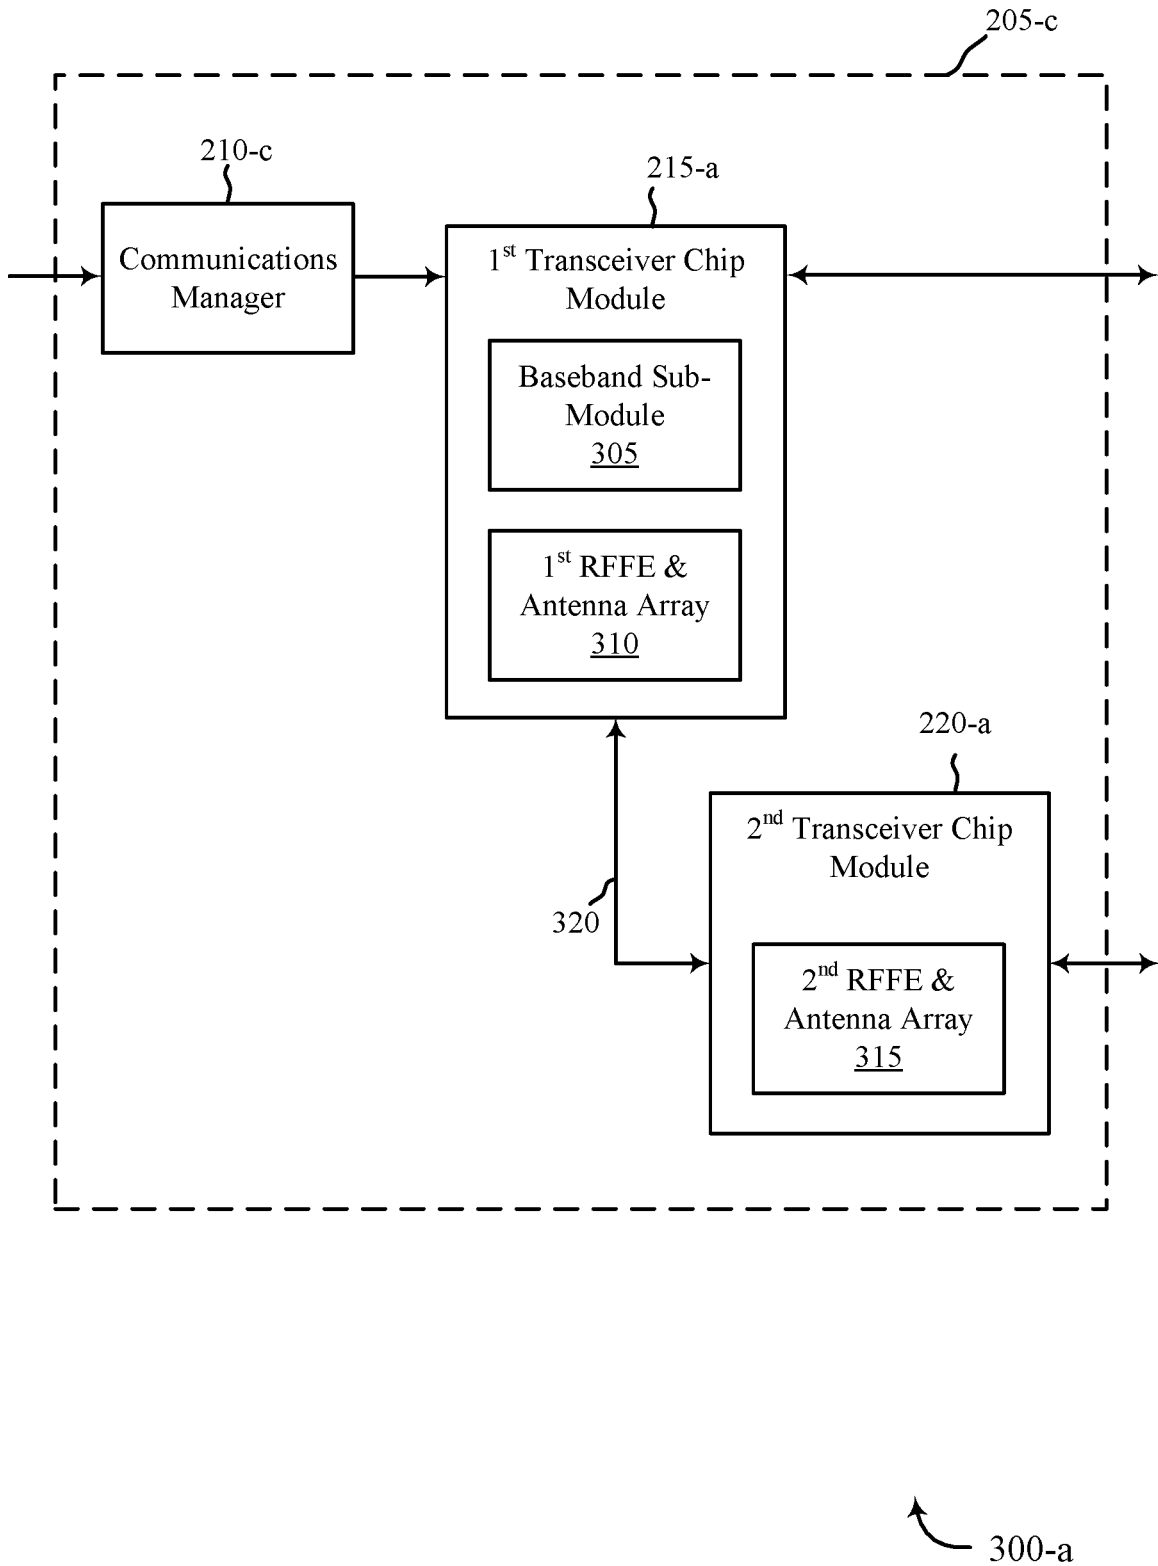 205-c
210-c
215-a
Communications
Manager
1st Transceiver Chip
Module
Baseband Sub-
Module
305
1st RFFE &
Antenna Array
310
220-a
2nd Transceiver Chip
Module
320
2nd RFFE &
Antenna Array
315
300-a